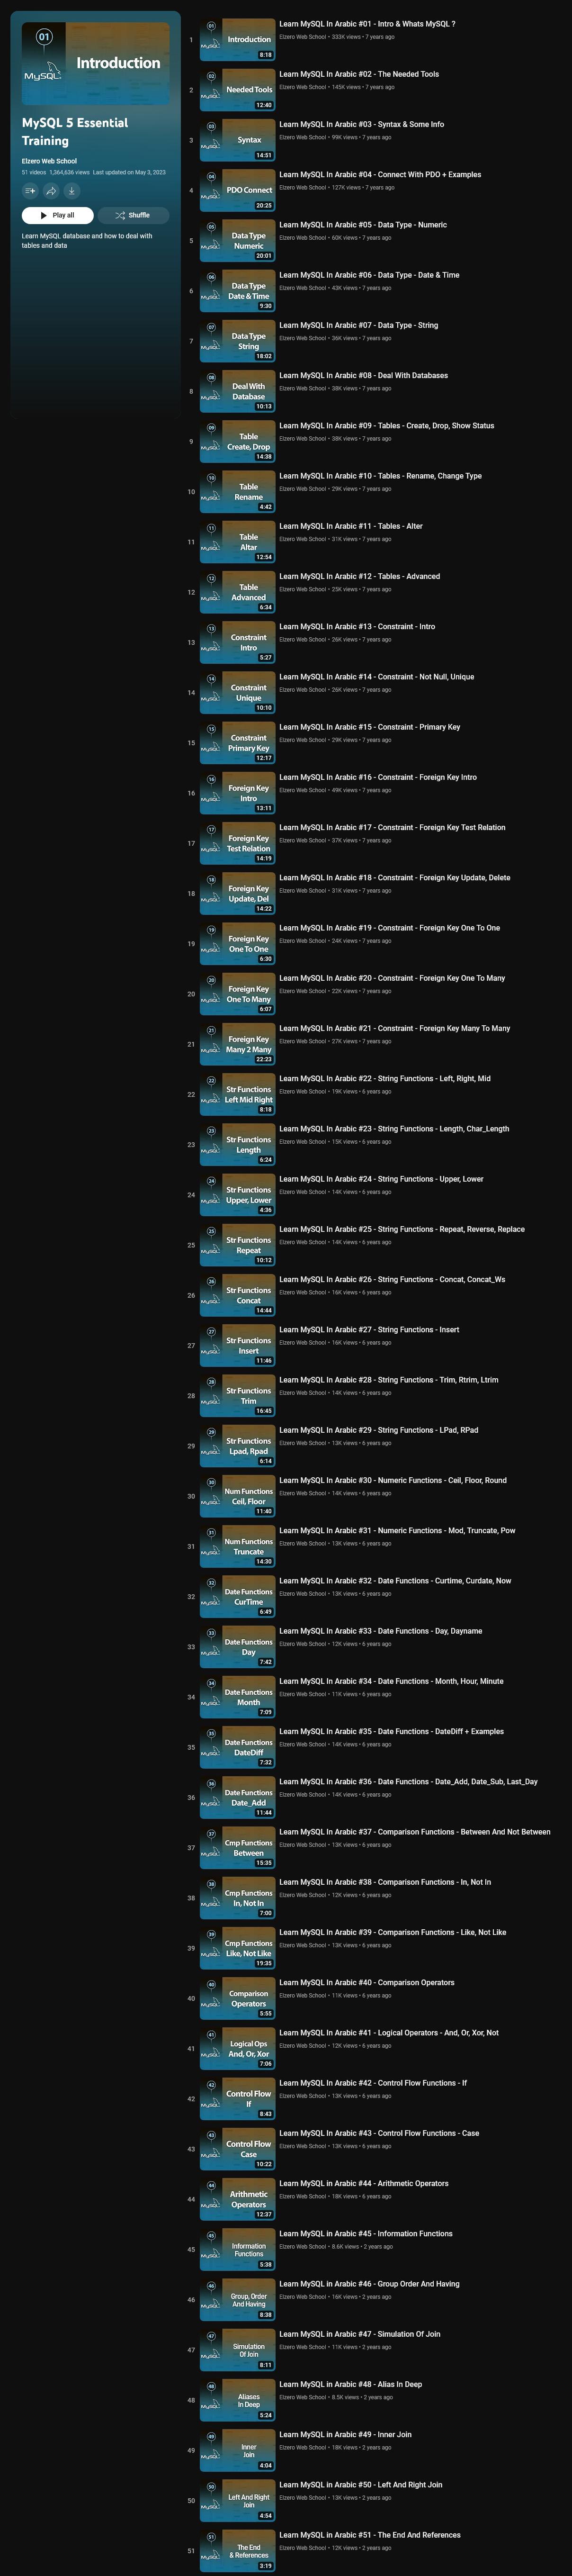 01
MySQL
Introduction
MySQL 5 Essential
Training
Elzero Web School
51 videos 1,364,636 views Last updated on May 3, 2023
Play all
Shuffle
Learn MySQL database and how to deal with
tables and data
1
01
MySQL
Introduction
8:18
Learn MySQL In Arabic #01 - Intro & Whats MySQL ?
Elzero Web School • 333K views • 7 years ago
2
02
MySQL
Needed Tools
12:40
Learn MySQL In Arabic #02 - The Needed Tools
Elzero Web School • 145K views • 7 years ago
3
03
MySQL
Syntax
14:51
Learn MySQL In Arabic #03 - Syntax & Some Info
Elzero Web School • 99K views • 7 years ago
4
04
MySQL
PDO Connect
20:25
Learn MySQL In Arabic #04 - Connect With PDO + Examples
Elzero Web School • 127K views • 7 years ago
5
05
MySQL
Data Type
Numeric
20:01
Learn MySQL In Arabic #05 - Data Type - Numeric
Elzero Web School • 60K views • 7 years ago
6
06
MySQL
Data Type
Date & Time
9:30
Learn MySQL In Arabic #06 - Data Type - Date & Time
Elzero Web School • 43K views • 7 years ago
7
07
MySQL
Data Type
String
18:02
Learn MySQL In Arabic #07 - Data Type - String
Elzero Web School • 36K views • 7 years ago
8
08
MySQL
Deal With
Database
10:13
Learn MySQL In Arabic #08 - Deal With Databases
Elzero Web School • 38K views • 7 years ago
9
09
MySQL
Table
Create, Drop
14:38
Learn MySQL In Arabic #09 - Tables - Create, Drop, Show Status
Elzero Web School • 38K views • 7 years ago
10
10
MySQL
Table
Rename
4:42
Learn MySQL In Arabic #10 - Tables - Rename, Change Type
Elzero Web School • 29K views • 7 years ago
11
11
MySQL
Table
Altar
12:54
Learn MySQL In Arabic #11 - Tables - Alter
Elzero Web School • 31K views • 7 years ago
12
12
MySQL
Table
Advanced
6:34
Learn MySQL In Arabic #12 - Tables - Advanced
Elzero Web School • 25K views • 7 years ago
13
13
MySQL
Constraint
Intro
5:27
Learn MySQL In Arabic #13 - Constraint - Intro
Elzero Web School • 26K views • 7 years ago
14
14
MySQL
Constraint
Unique
10:10
Learn MySQL In Arabic #14 - Constraint - Not Null, Unique
Elzero Web School • 26K views • 7 years ago
15
15
MySQL
Constraint
Primary Key
12:17
Learn MySQL In Arabic #15 - Constraint - Primary Key
Elzero Web School • 29K views • 7 years ago
16
16
MySQL
Foreign Key
Intro
13:11
Learn MySQL In Arabic #16 - Constraint - Foreign Key Intro
Elzero Web School • 49K views • 7 years ago
17
17
MySQL
Foreign Key
Test Relation
14:19
Learn MySQL In Arabic #17 - Constraint - Foreign Key Test Relation
Elzero Web School • 37K views • 7 years ago
18
18
MySQL
Foreign Key
Update, Del
14:22
Learn MySQL In Arabic #18 - Constraint - Foreign Key Update, Delete
Elzero Web School • 31K views • 7 years ago
19
19
MySQL
Foreign Key
One To One
6:30
Learn MySQL In Arabic #19 - Constraint - Foreign Key One To One
Elzero Web School • 24K views • 7 years ago
20
20
MySQL
Foreign Key
One To Many
6:07
Learn MySQL In Arabic #20 - Constraint - Foreign Key One To Many
Elzero Web School • 22K views • 7 years ago
21
21
MySQL
Foreign Key
Many 2 Many
22:23
Learn MySQL In Arabic #21 - Constraint - Foreign Key Many To Many
Elzero Web School • 27K views • 7 years ago
22
22
MySQL
Str Functions
Left Mid Right
8:18
Learn MySQL In Arabic #22 - String Functions - Left, Right, Mid
Elzero Web School • 19K views • 6 years ago
23
23
MySQL
Str Functions
Length
6:24
Learn MySQL In Arabic #23 - String Functions - Length, Char_Length
Elzero Web School • 15K views • 6 years ago
24
24
MySQL
Str Functions
Upper, Lower
4:36
Learn MySQL In Arabic #24 - String Functions - Upper, Lower
Elzero Web School • 14K views • 6 years ago
25
25
MySQL
Str Functions
Repeat
10:12
Learn MySQL In Arabic #25 - String Functions - Repeat, Reverse, Replace
Elzero Web School • 14K views • 6 years ago
26
26
MySQL
Str Functions
Concat
14:44
Learn MySQL In Arabic #26 - String Functions - Concat, Concat_Ws
Elzero Web School • 16K views • 6 years ago
27
27
MySQL
Str Functions
Insert
11:46
Learn MySQL In Arabic #27 - String Functions - Insert
Elzero Web School • 16K views • 6 years ago
28
28
MySQL
Str Functions
Trim
16:45
Learn MySQL In Arabic #28 - String Functions - Trim, Rtrim, Ltrim
Elzero Web School • 14K views • 6 years ago
29
29
MySQL
Str Functions
Lpad, Rpad
6:14
Learn MySQL In Arabic #29 - String Functions - LPad, RPad
Elzero Web School • 13K views • 6 years ago
30
30
MySQL
Num Functions
Ceil, Floor
11:40
Learn MySQL In Arabic #30 - Numeric Functions - Ceil, Floor, Round
Elzero Web School • 14K views • 6 years ago
31
31
MySQL
Num Functions
Truncate
14:30
Learn MySQL In Arabic #31 - Numeric Functions - Mod, Truncate, Pow
Elzero Web School • 13K views • 6 years ago
32
32
MySQL
Date Functions
CurTime
6:49
Learn MySQL In Arabic #32 - Date Functions - Curtime, Curdate, Now
Elzero Web School • 13K views • 6 years ago
33
33
MySQL
Date Functions
Day
7:42
Learn MySQL In Arabic #33 - Date Functions - Day, Dayname
Elzero Web School • 12K views • 6 years ago
34
34
MySQL
Date Functions
Month
7:09
Learn MySQL In Arabic #34 - Date Functions - Month, Hour, Minute
Elzero Web School • 11K views • 6 years ago
35
35
MySQL
Date Functions
DateDiff
7:32
Learn MySQL In Arabic #35 - Date Functions - DateDiff + Examples
Elzero Web School • 14K views • 6 years ago
36
36
MySQL
Date Functions
Date_Add
11:44
Learn MySQL In Arabic #36 - Date Functions - Date_Add, Date_Sub, Last_Day
Elzero Web School • 14K views • 6 years ago
37
37
MySQL
Cmp Functions
Between
15:35
Learn MySQL In Arabic #37 - Comparison Functions - Between And Not Between
Elzero Web School • 13K views • 6 years ago
38
38
MySQL
Cmp Functions
In, Not In
7:00
Learn MySQL In Arabic #38 - Comparison Functions - In, Not In
Elzero Web School • 12K views • 6 years ago
39
39
MySQL
Cmp Functions
Like, Not Like
19:35
Learn MySQL In Arabic #39 - Comparison Functions - Like, Not Like
Elzero Web School • 13K views • 6 years ago
40
40
MySQL
Comparison
Operators
5:55
Learn MySQL In Arabic #40 - Comparison Operators
Elzero Web School • 11K views • 6 years ago
41
41
MySQL
Logical Ops
And, Or, Xor
7:06
Learn MySQL In Arabic #41 - Logical Operators - And, Or, Xor, Not
Elzero Web School • 12K views • 6 years ago
42
42
MySQL
Control Flow
If
8:43
Learn MySQL In Arabic #42 - Control Flow Functions - If
Elzero Web School • 13K views • 6 years ago
43
43
MySQL
Control Flow
Case
10:22
Learn MySQL In Arabic #43 - Control Flow Functions - Case
Elzero Web School • 13K views • 6 years ago
44
44
MySQL
Arithmetic
Operators
12:37
Learn MySQL in Arabic #44 - Arithmetic Operators
Elzero Web School • 18K views • 6 years ago
45
45
MySQL
Information
Functions
5:38
Learn MySQL in Arabic #45 - Information Functions
Elzero Web School • 8.6K views • 2 years ago
46
46
MySQL
Group, Order
And Having
8:38
Learn MySQL in Arabic #46 - Group Order And Having
Elzero Web School • 16K views • 2 years ago
47
47
MySQL
Simulation
Of Join
8:11
Learn MySQL in Arabic #47 - Simulation Of Join
Elzero Web School • 11K views • 2 years ago
48
48
MySQL
Aliases
In Deep
5:24
Learn MySQL in Arabic #48 - Alias In Deep
Elzero Web School • 8.5K views • 2 years ago
49
49
MySQL
Inner
Join
4:04
Learn MySQL in Arabic #49 - Inner Join
Elzero Web School • 18K views • 2 years ago
50
50
MySQL
Left And Right
Join
4:54
Learn MySQL in Arabic #50 - Left And Right Join
Elzero Web School • 13K views • 2 years ago
51
51
MySQL
The End
& References
3:19
Learn MySQL in Arabic #51 - The End And References
Elzero Web School • 12K views • 2 years ago